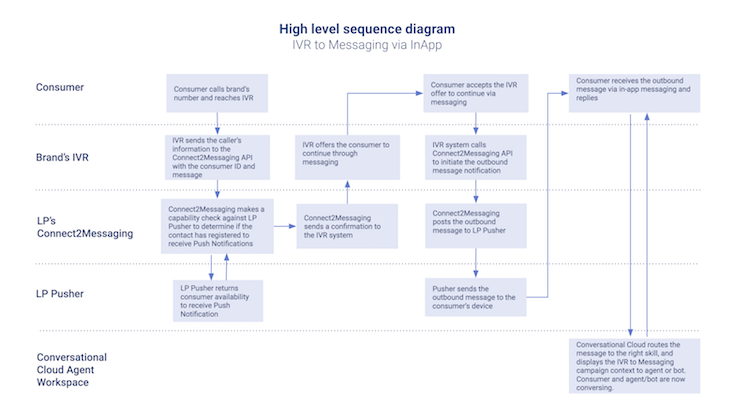 High level sequence diagram
IVR to Messaging via InApp
Consumer
Consumer calls brand's
number and reaches IVR
Consumer accepts the IVR
offer to continue via
messaging
Consumer receives the outbound
message via in-app messaging and
replies
Brand's IVR
IVR sends the caller's
information to the
Connect2Messaging API
with the consumer ID and
message
IVR offers the consumer to
continue through
messaging
IVR system calls
Connect2Messaging API
to initiate the outbound
message notification
LP's
Connect2Messaging
Connect2Messaging makes a
capability check against LP
Pusher to determine if the
contact has registered to
receive Push Notifications
Connect2Messaging
sends a confirmation to
the IVR system
Connect2Messaging
posts the outbound
message to LP Pusher
LP Pusher
LP Pusher returns
consumer availability
to receive Push
Notification
Pusher sends the
outbound message to the
consumer's device
Conversational
Cloud Agent
Workspace
Conversational Cloud routes the
message to the right skill, and
displays the IVR to Messaging
campaign context to agent or bot.
Consumer and agent/bot are now
conversing.